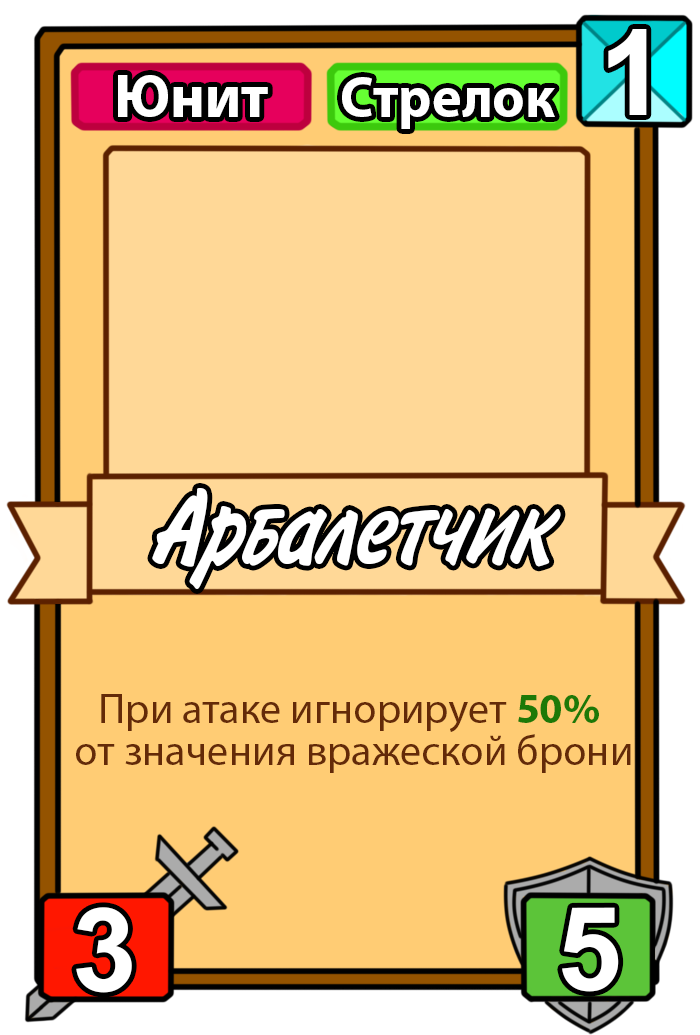 Юнит Стрелок 1
Арбалетчик
При атаке игнорирует 50%
от значения вражеской брони
3 5